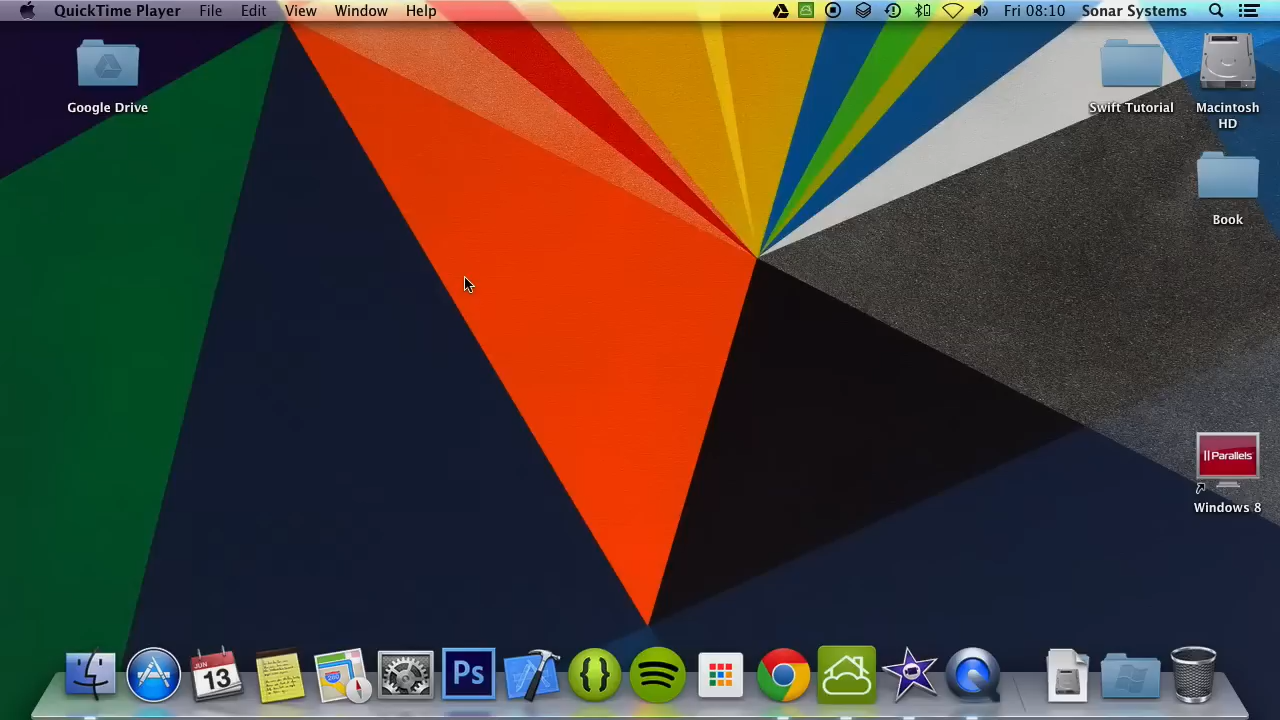 QuickTime Player File Edit View Window Help Fri 08:10 Sonar Systems
Google Drive
Swift Tutorial
Macintosh HD
Book
Parallels
Windows 8
JUN
13
Ps
{}